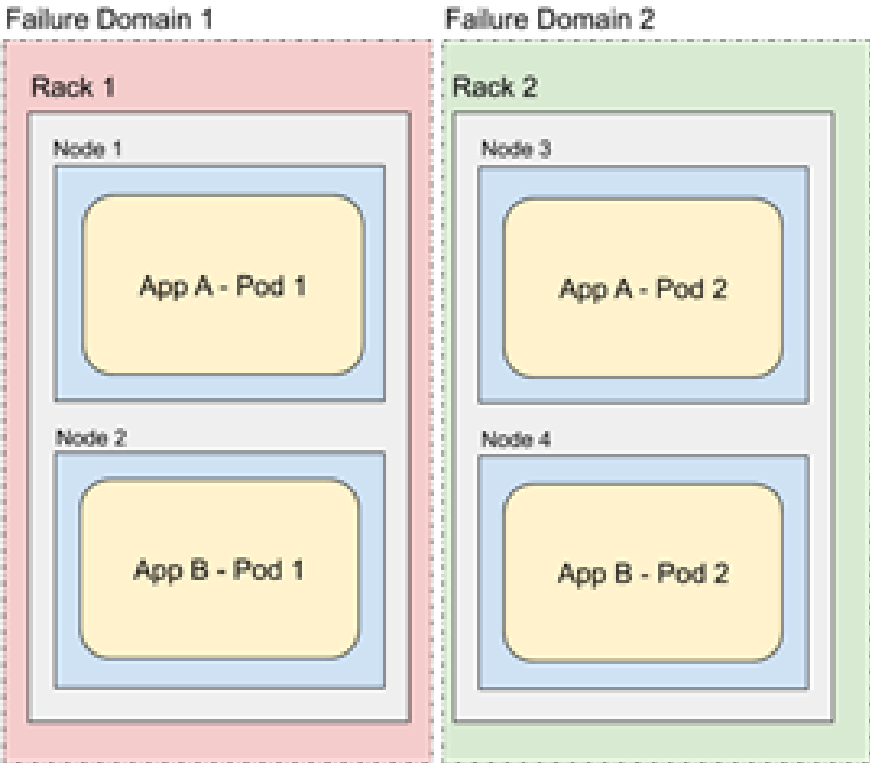 Failure Domain 1
Rack 1
Node 1
App A - Pod 1
Node 2
App B - Pod 1
Failure Domain 2
Rack 2
Node 3
App A - Pod 2
Node 4
App B - Pod 2